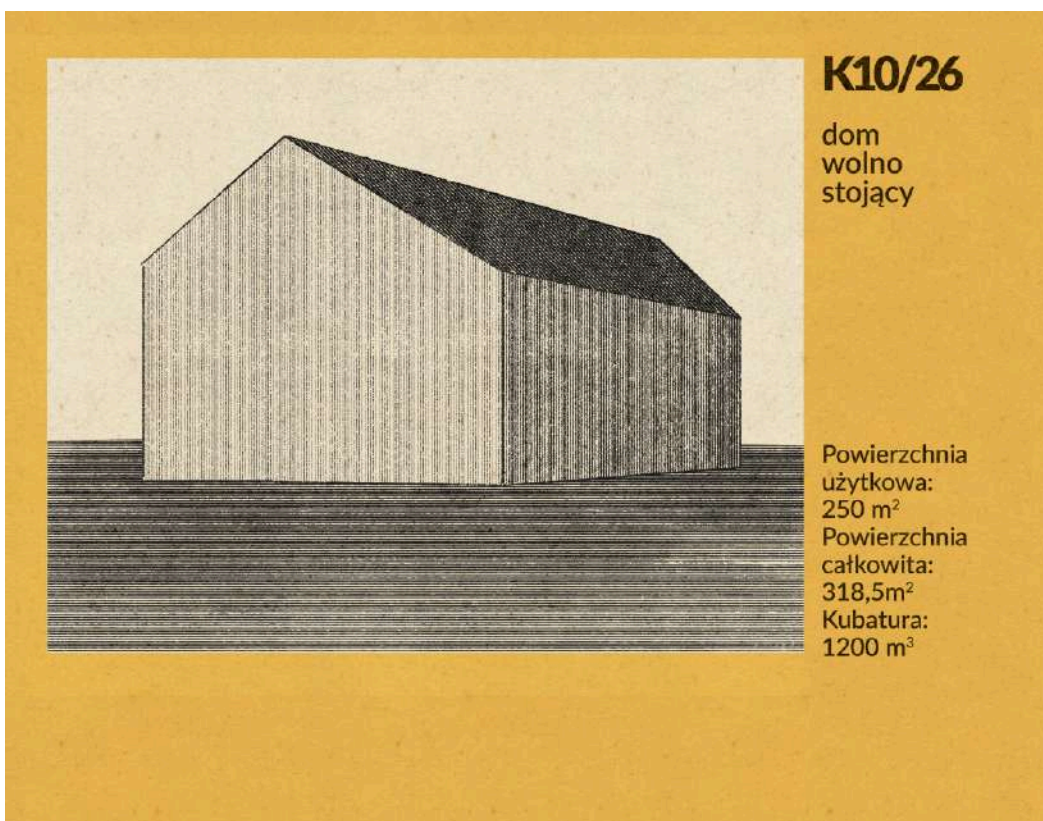 K10/26
dom
wolno
stojący
Powierzchnia
użytkowa:
250 m²
Powierzchnia
całkowita:
318,5m²
Kubatura:
1200 m³